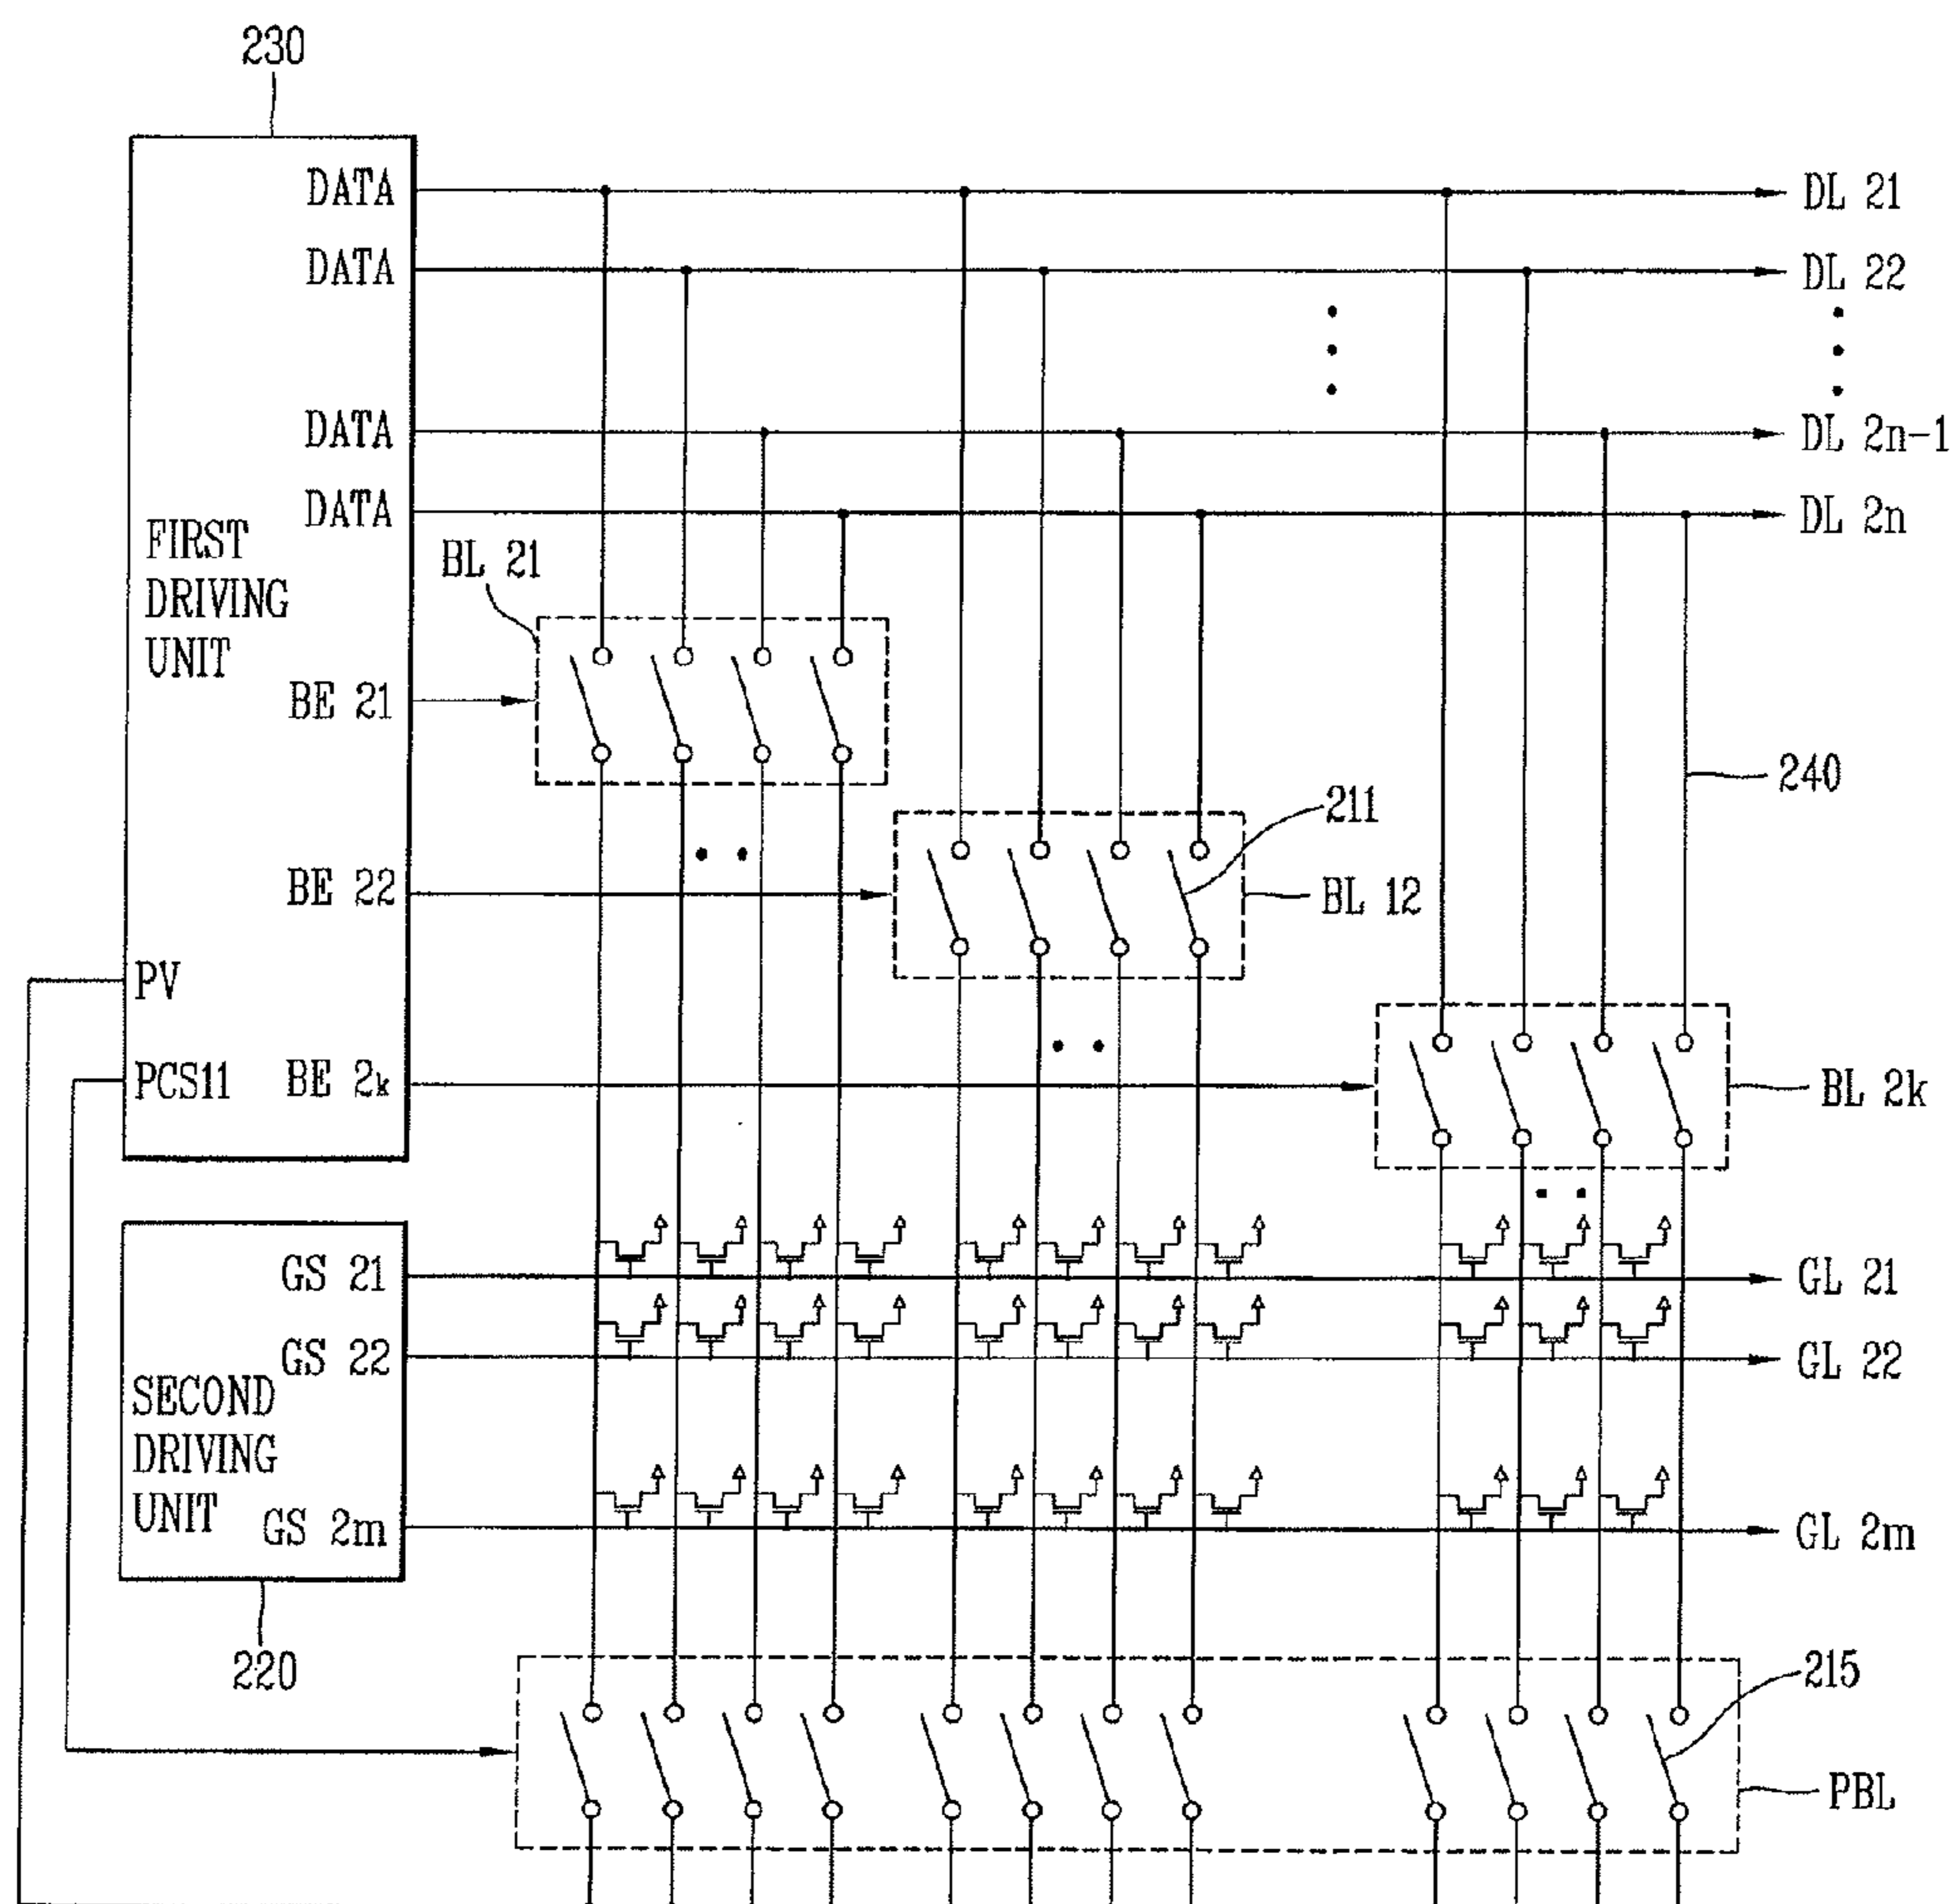 230
DATA
DL 21
DATA
DL 22
DATA
DL 2n-1
DATA
DL 2n
FIRST
DRIVING
UNIT
BL 21
BE 21
240
211
BE 22
BL 12
PV
PCS11
BE 2k
BL 2k
GS 21
GL 21
GS 22
GL 22
SECOND
DRIVING
UNIT
GS 2m
GL 2m
220
215
PBL